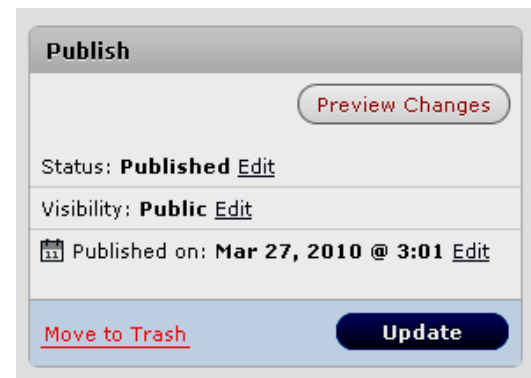 Publish
Preview Changes
Status: Published Edit
Visibility: Public Edit
11 Published on: Mar 27, 2010 @ 3:01 Edit
Move to Trash Update